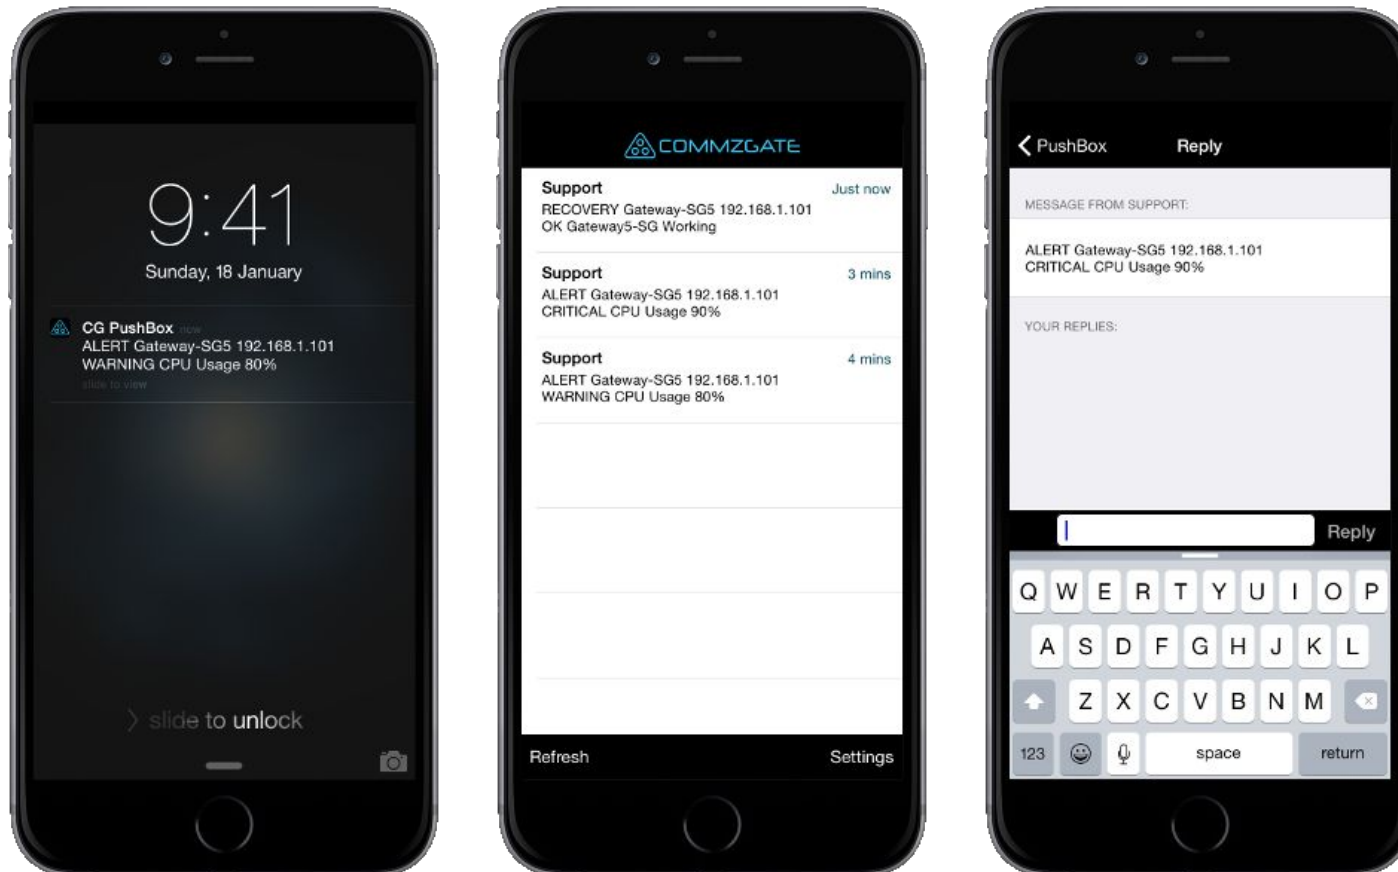 9:41
Sunday, 18 January
CG PushBox now
ALERT Gateway-SG5 192.168.1.101
WARNING CPU Usage 80%
slide to view
slide to unlock
COMMZGATE
Support Just now
RECOVERY Gateway-SG5 192.168.1.101
OK Gateway5-SG Working
Support 3 mins
ALERT Gateway-SG5 192.168.1.101
CRITICAL CPU Usage 90%
Support 4 mins
ALERT Gateway-SG5 192.168.1.101
WARNING CPU Usage 80%
Refresh Settings
PushBox Reply
MESSAGE FROM SUPPORT:
ALERT Gateway-SG5 192.168.1.101
CRITICAL CPU Usage 90%
YOUR REPLIES:
Reply
Q W E R T Y U I O P
A S D F G H J K L
Z X C V B N M
123 space return